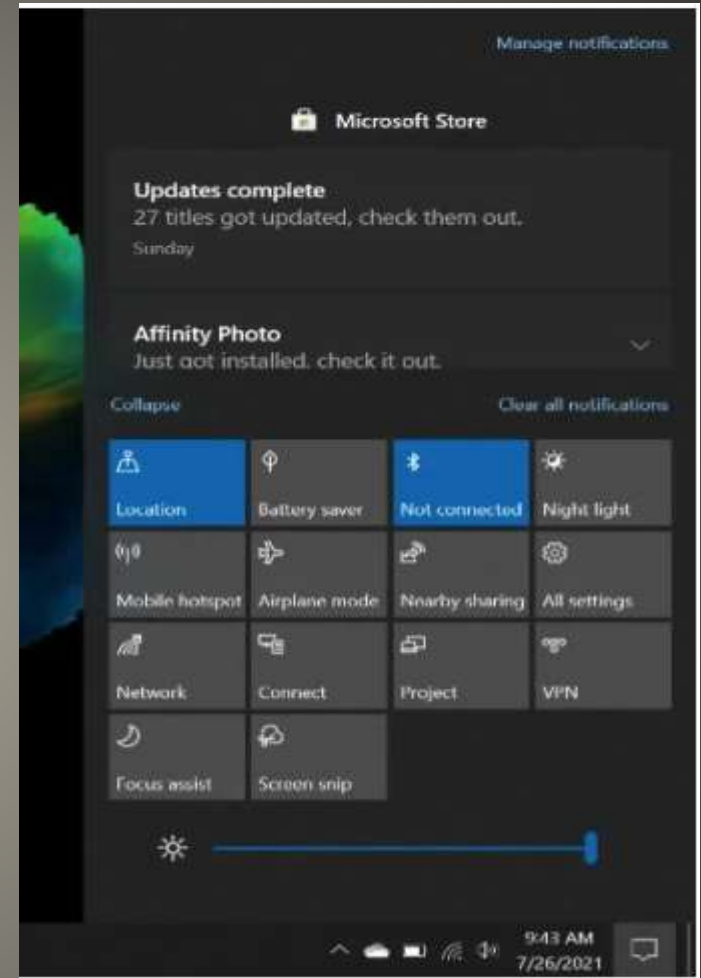 Manage notifications
Microsoft Store
Updates complete
27 titles got updated, check them out.
Sunday
Affinity Photo
Just got installed, check it out.
Collapse
Clear all notifications
Location
Battery saver
Not connected
Night light
Mobile hotspot
Airplane mode
Nearby sharing
All settings
Network
Connect
Project
VPN
Focus assist
Screen snip
9:43 AM
7/26/2021